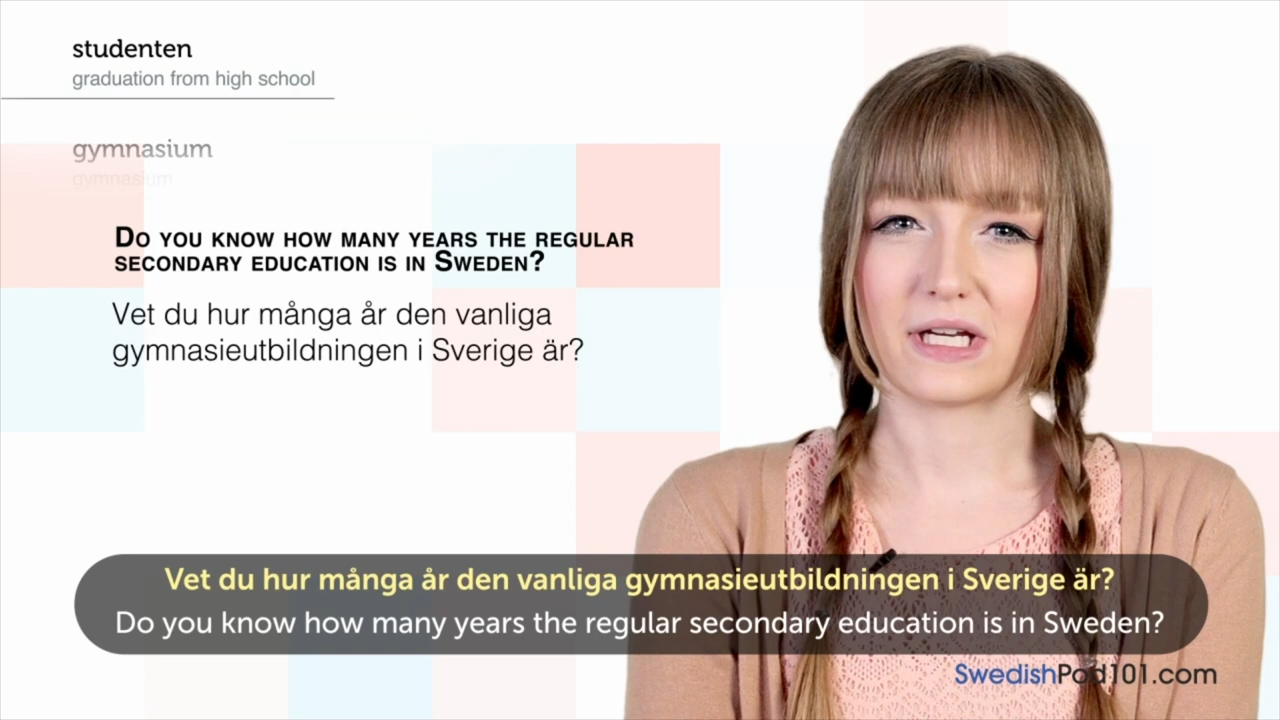 studenten
graduation from high school
gymnasium
gymnasium
DO YOU KNOW HOW MANY YEARS THE REGULAR
SECONDARY EDUCATION IS IN SWEDEN?
Vet du hur många år den vanliga
gymnasieutbildningen i Sverige är?
Vet du hur många år den vanliga gymnasieutbildningen i Sverige är?
Do you know how many years the regular secondary education is in Sweden?
SwedishPod101.com